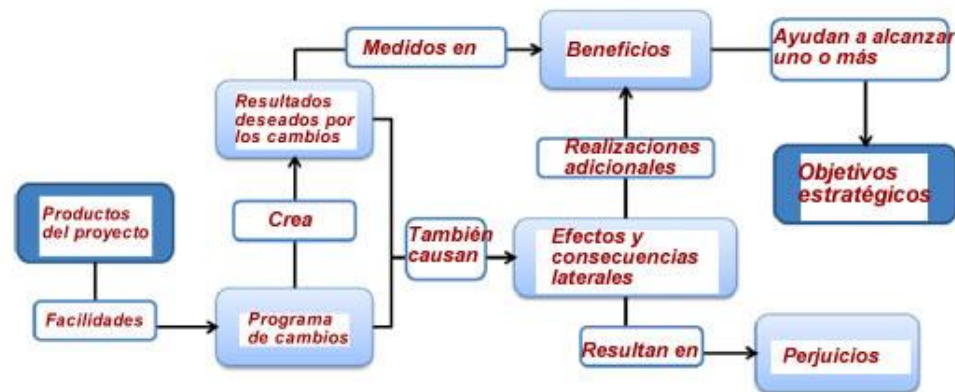 Medidos en
Beneficios
Ayudan a alcanzar
uno o más
Resultados
deseados por
los cambios
Realizaciones
adicionales
Objetivos
estratégicos
Productos
del proyecto
Crea
También
causan
Efectos y
consecuencias
laterales
Facilidades
Programa
de cambios
Resultan en
Perjuicios